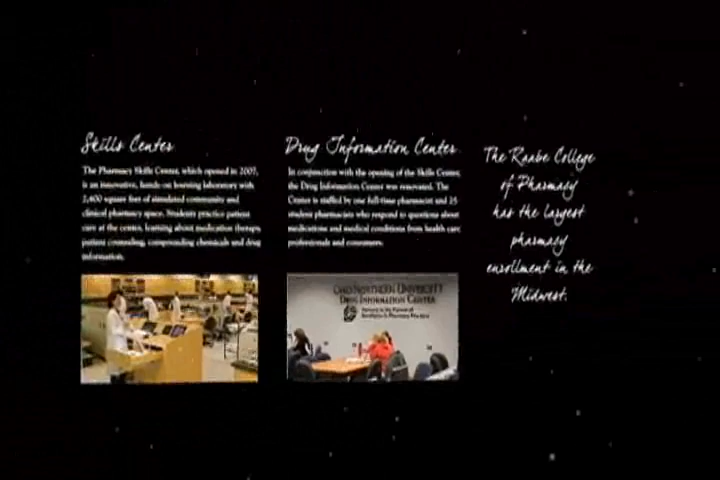 Skills Center
The Pharmacy Skills Center, which opened in 2007,
is an innovative, hands-on learning laboratory with
2,400 square feet of simulated community and
clinical pharmacy space. Students practice patient
care at the center, learning about medication therapy,
patient counseling, compounding chemicals and drug
information.
Drug Information Center
In conjunction with the opening of the Skills Center,
the Drug Information Center was renovated. The
Center is staffed by one full-time pharmacist and 25
student pharmacists who respond to questions about
medications and medical conditions from health care
professionals and consumers.
OHIO NORTHERN UNIVERSITY
DRUG INFORMATION CENTER
The Raabe College
of Pharmacy
has the largest
pharmacy
enrollment in the
Midwest.